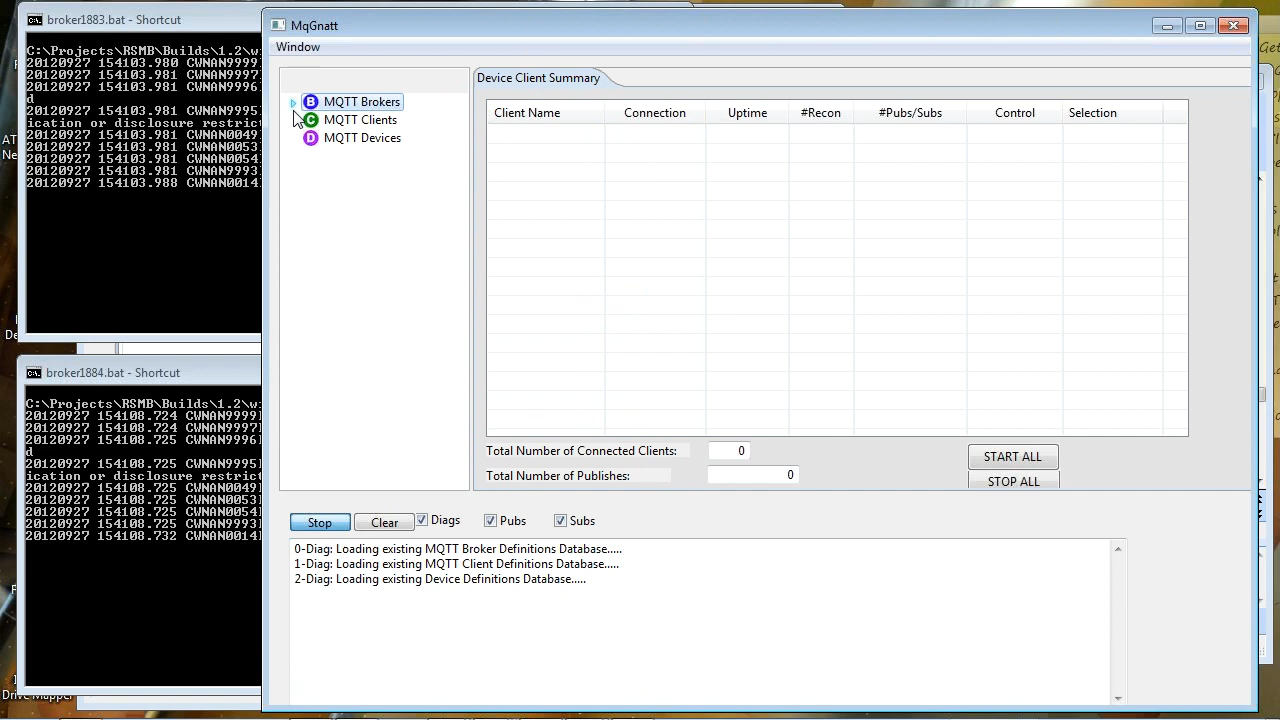 broker1883.bat - Shortcut
C:\Projects\RSMB\Builds\1.2\w
20120927 154103.980 CWNAN9999
20120927 154103.981 CWNAN9997
20120927 154103.981 CWNAN9996
d
20120927 154103.981 CWNAN9995
ication or disclosure restric
20120927 154103.981 CWNAN0049
20120927 154103.981 CWNAN0053
20120927 154103.981 CWNAN0054
20120927 154103.981 CWNAN9993
20120927 154103.988 CWNAN0014
broker1884.bat - Shortcut
C:\Projects\RSMB\Builds\1.2\w
20120927 154108.724 CWNAN9999
20120927 154108.724 CWNAN9997
20120927 154108.725 CWNAN9996
d
20120927 154108.725 CWNAN9995
ication or disclosure restric
20120927 154108.725 CWNAN0049
20120927 154108.725 CWNAN0053
20120927 154108.725 CWNAN0054
20120927 154108.725 CWNAN9993
20120927 154108.732 CWNAN0014
Drive Mapper
MqGnatt
Window
B MQTT Brokers
C MQTT Clients
D MQTT Devices
Device Client Summary
Client Name Connection Uptime #Recon #Pubs/Subs Control Selection
Total Number of Connected Clients: 0
START ALL
Total Number of Publishes: 0
STOP ALL
Stop Clear Diags Pubs Subs
0-Diag: Loading existing MQTT Broker Definitions Database.....
1-Diag: Loading existing MQTT Client Definitions Database.....
2-Diag: Loading existing Device Definitions Database.....